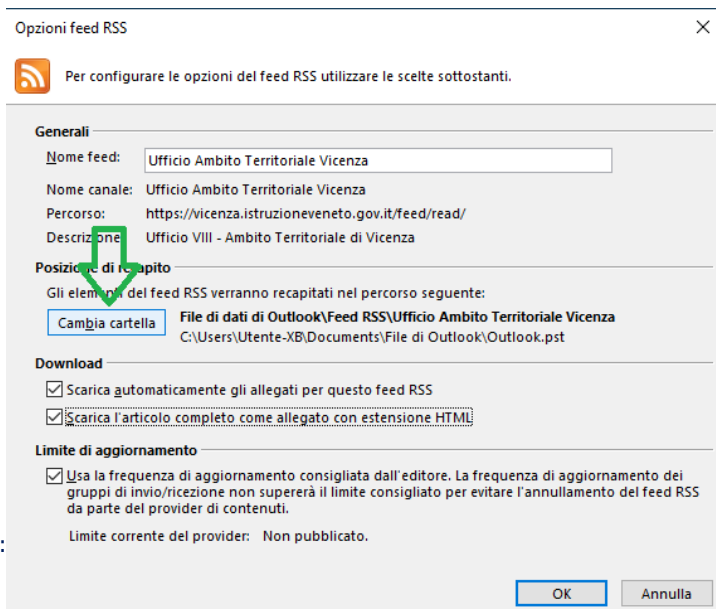 Opzioni feed RSS
Per configurare le opzioni del feed RSS utilizzare le scelte sottostanti.
Generali
Nome feed: Ufficio Ambito Territoriale Vicenza
Nome canale: Ufficio Ambito Territoriale Vicenza
Percorso: https://vicenza.istruzioneveneto.gov.it/feed/read/
Descrizione: Ufficio VIII - Ambito Territoriale di Vicenza
Posizione di recapito
Gli elementi del feed RSS verranno recapitati nel percorso seguente:
Cambia cartella File di dati di Outlook\Feed RSS\Ufficio Ambito Territoriale Vicenza
C:\Users\Utente-XB\Documents\File di Outlook\Outlook.pst
Download
Scarica automaticamente gli allegati per questo feed RSS
Scarica l'articolo completo come allegato con estensione HTML
Limite di aggiornamento
Usa la frequenza di aggiornamento consigliata dall'editore. La frequenza di aggiornamento dei
gruppi di invio/ricezione non supererà il limite consigliato per evitare l'annullamento del feed RSS
da parte del provider di contenuti.
: Limite corrente del provider: Non pubblicato.
OK Annulla